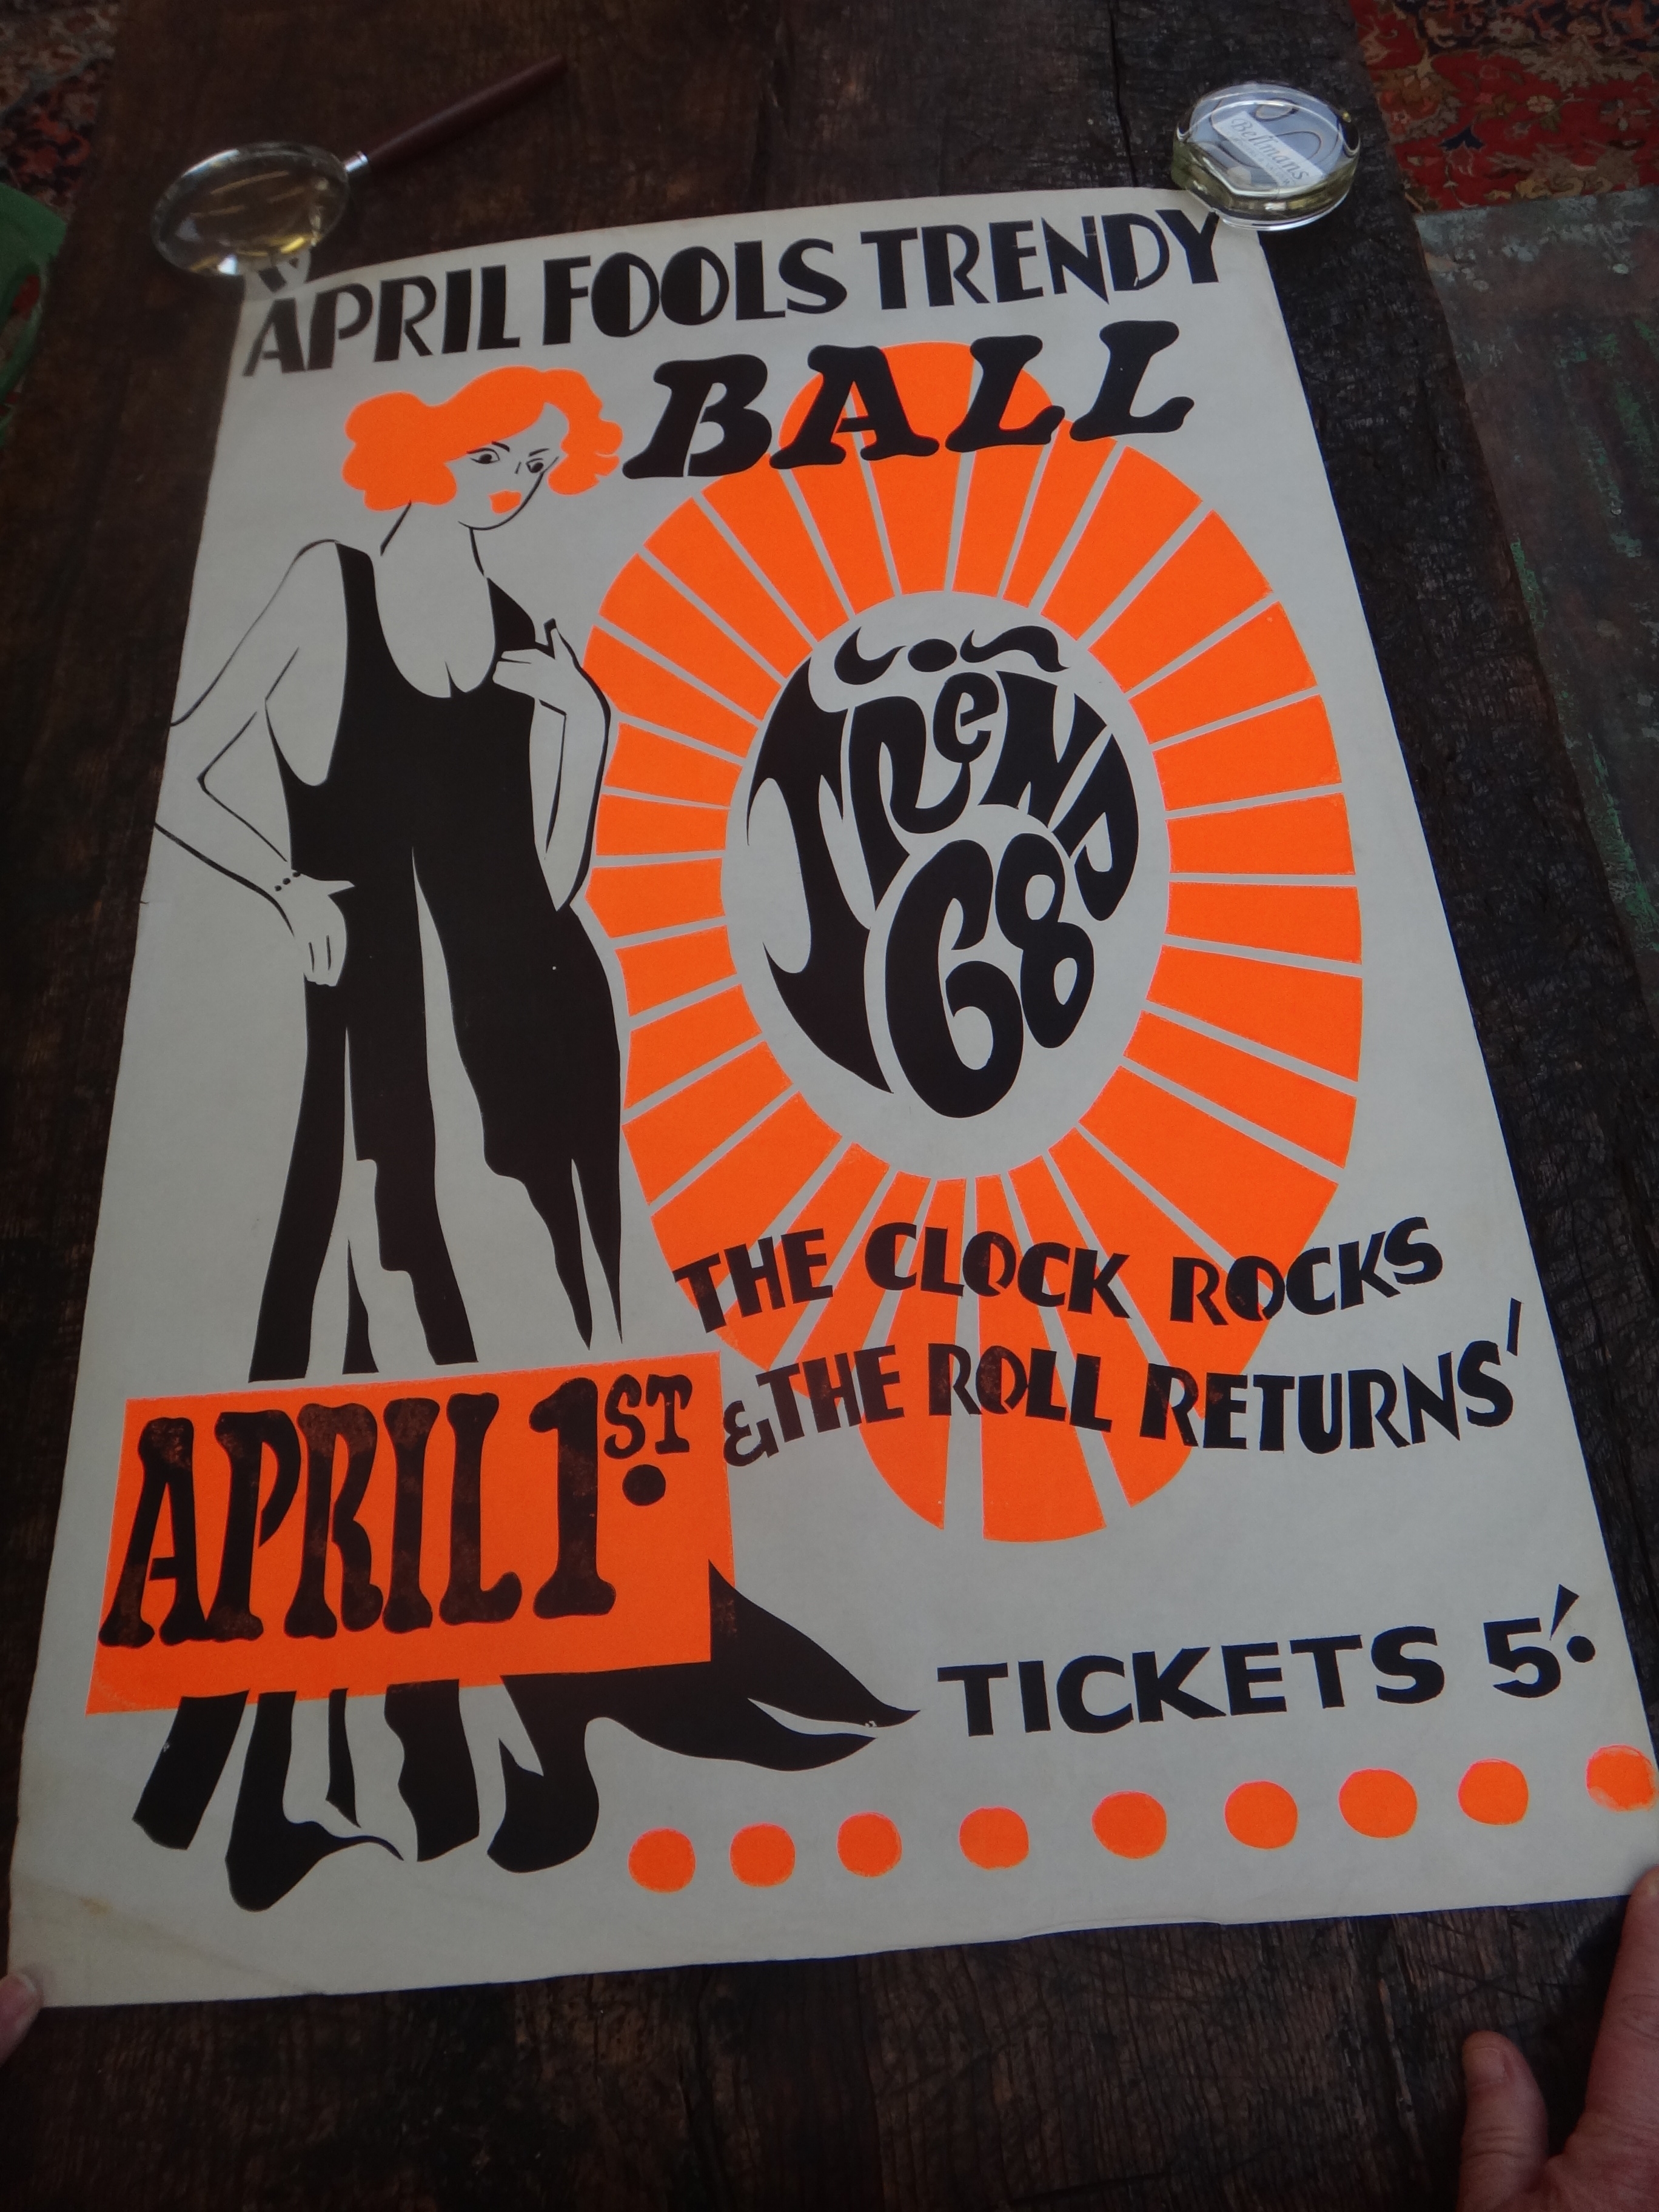 Bellmans
APRIL FOOLS TRENDY
BALL
TReND
68
THE CLOCK ROCKS
& THE ROLL RETURNS'
APRIL 1ST
TICKETS 5/.